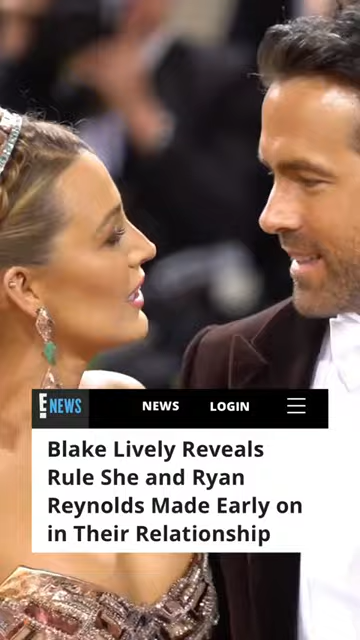 E NEWS
NEWS
LOGIN
Blake Lively Reveals
Rule She and Ryan
Reynolds Made Early on
in Their Relationship